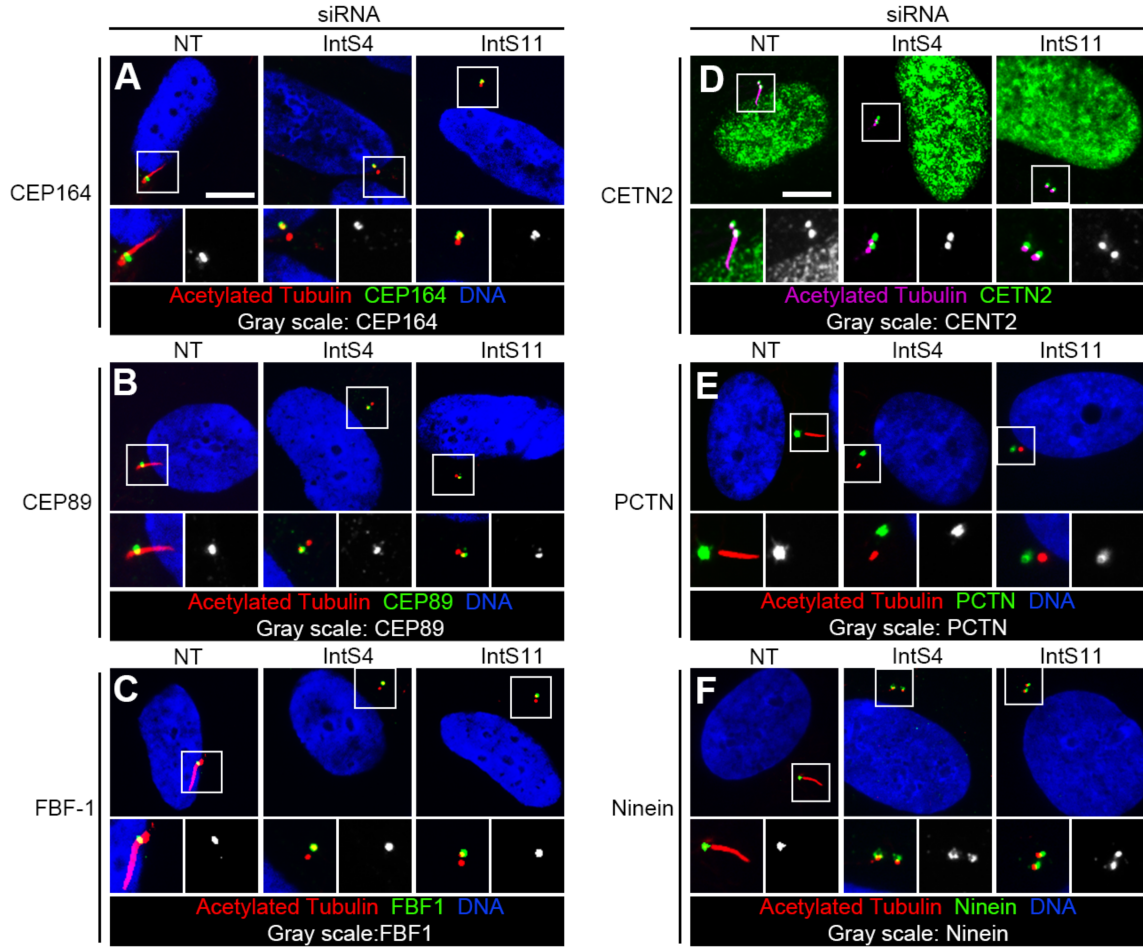 siRNA
NT IntS4 IntS11
A
CEP164
Acetylated Tubulin CEP164 DNA
Gray scale: CEP164
NT IntS4 IntS11
B
CEP89
Acetylated Tubulin CEP89 DNA
Gray scale: CEP89
NT IntS4 IntS11
C
FBF-1
Acetylated Tubulin FBF1 DNA
Gray scale:FBF1
siRNA
NT IntS4 IntS11
D
CETN2
Acetylated Tubulin CETN2
Gray scale: CENT2
NT IntS4 IntS11
E
PCTN
Acetylated Tubulin PCTN DNA
Gray scale: PCTN
NT IntS4 IntS11
F
Ninein
Acetylated Tubulin Ninein DNA
Gray scale: Ninein